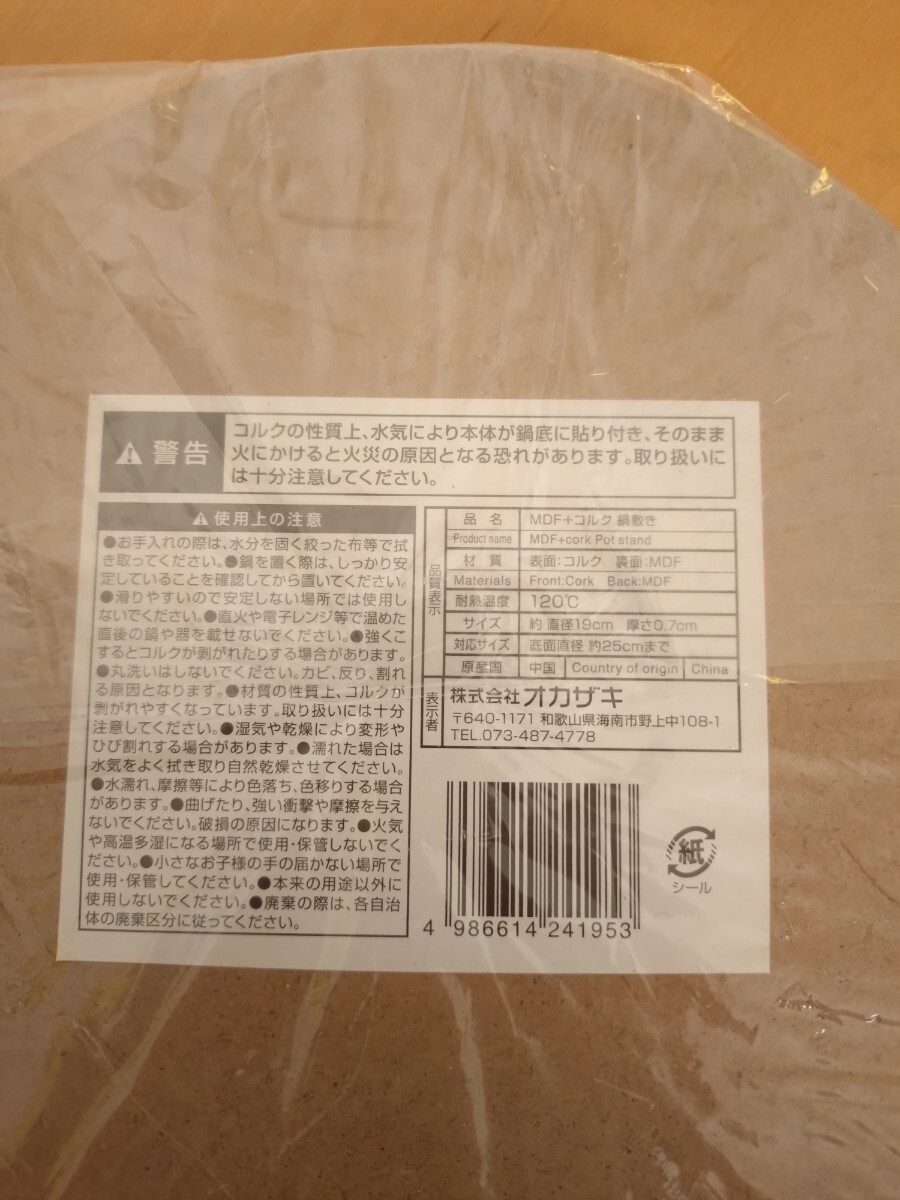 警告
コルクの性質上、水気により本体が鍋底に貼り付き、そのまま
火にかけると火災の原因となる恐れがあります。取り扱いに
は十分注意してください。
使用上の注意
●お手入れの際は、水分を固く絞った布等で拭
き取ってください。●鍋を置く際は、しっかり安
定していることを確認してから置いてください。
●滑りやすいので安定しない場所では使用し
ないでください。●直火や電子レンジ等で温めた
直後の鍋や器を載せないでください。●強くこ
するとコルクが剥がれたりする場合があります。
●丸洗いはしないでください。カビ、反り、割れ
る原因となります。●材質の性質上、コルクが
剥がれやすくなっています。取り扱いには十分
注意してください。●湿気や乾燥により変形や
ひび割れする場合があります。●濡れた場合は
水気をよく拭き取り自然乾燥させてください。
●水濡れ、摩擦等により色落ち、色移りする場合
があります。●曲げたり、強い衝撃や摩擦を与え
ないでください。破損の原因になります。●火気
や高温多湿になる場所で使用・保管しないでく
ださい。●小さなお子様の手の届かない場所で
使用・保管してください。●本来の用途以外に
使用しないでください。●廃棄の際は、各自治
体の廃棄区分に従ってください。
品質表示
品名 MDF+コルク 鍋敷き
Product name MDF+cork Pot stand
材質 表面:コルク 裏面:MDF
Materials Front:Cork Back:MDF
耐熱温度 120℃
サイズ 約 直径19cm 厚さ0.7cm
対応サイズ 底面直径 約25cmまで
原産国 中国 Country of origin China
表示者
株式会社オカザキ
〒640-1171 和歌山県海南市野上中108-1
TEL.073-487-4778
4 986614 241953
紙
シール